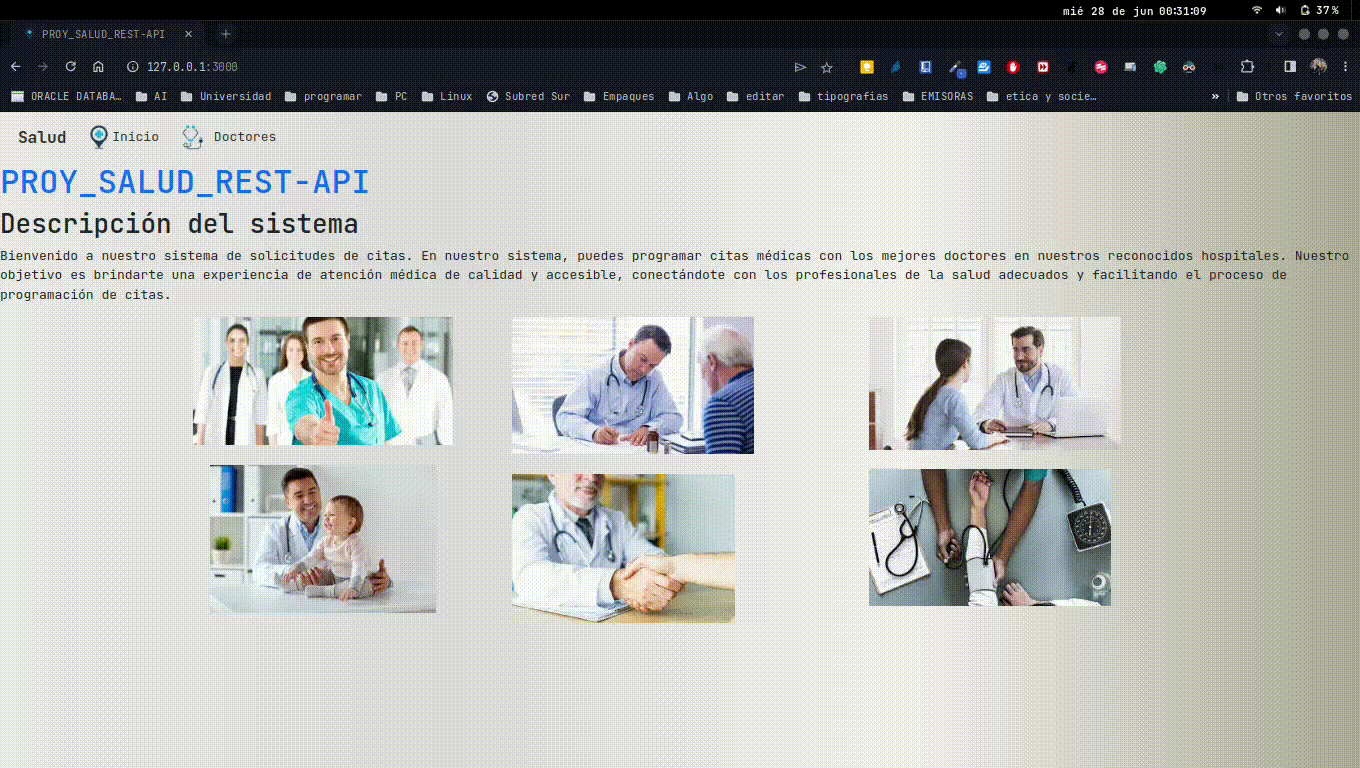 mié 28 de jun 00:31:09 37%
PROY_SALUD_REST-API
127.0.0.1:3000
ORACLE DATABA… AI Universidad programar PC Linux Subred Sur Empaques Algo editar tipografias EMISORAS etica y socie… » Otros favoritos
Salud Inicio Doctores
PROY_SALUD_REST-API
Descripción del sistema
Bienvenido a nuestro sistema de solicitudes de citas. En nuestro sistema, puedes programar citas médicas con los mejores doctores en nuestros reconocidos hospitales. Nuestro
objetivo es brindarte una experiencia de atención médica de calidad y accesible, conectándote con los profesionales de la salud adecuados y facilitando el proceso de
programación de citas.